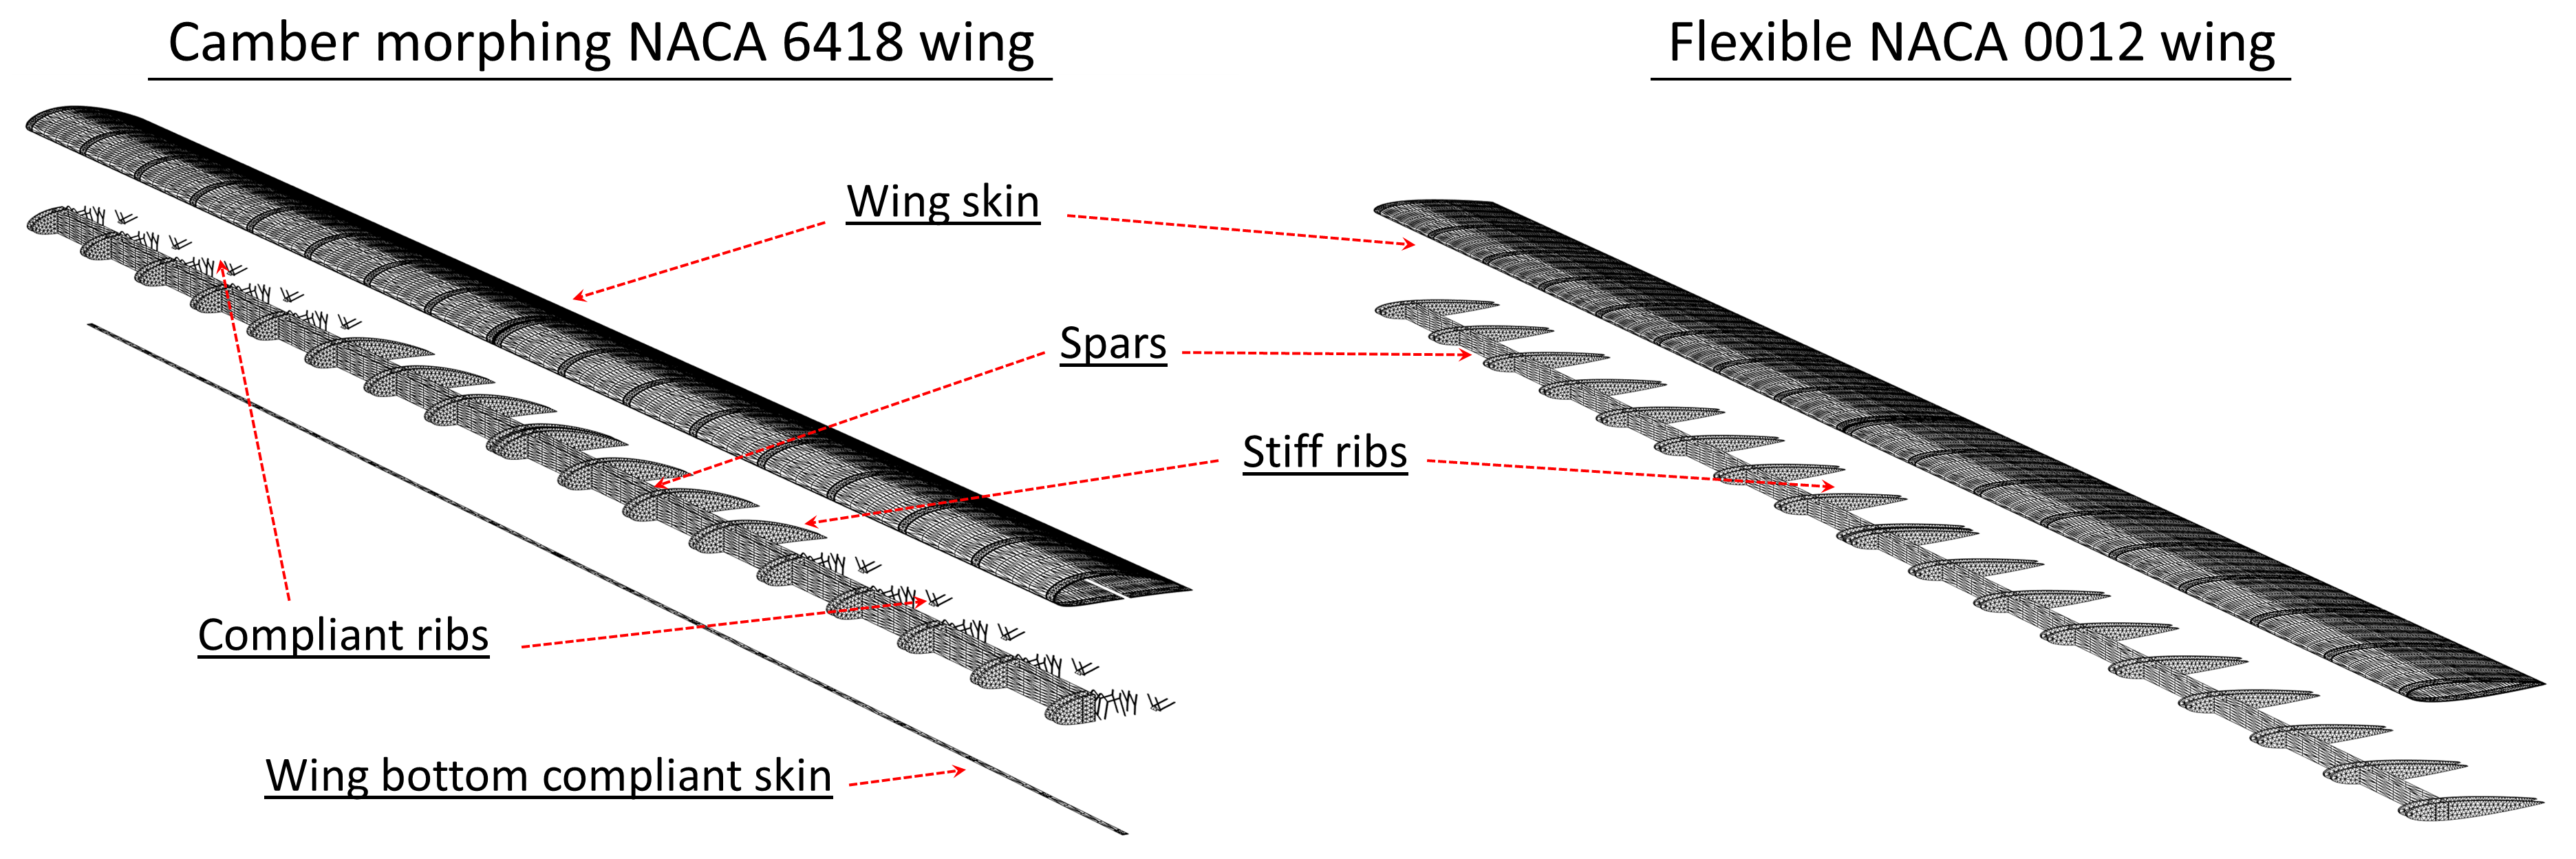 Camber morphing NACA 6418 wing
Flexible NACA 0012 wing
Wing skin
Spars
Stiff ribs
Compliant ribs
Wing bottom compliant skin